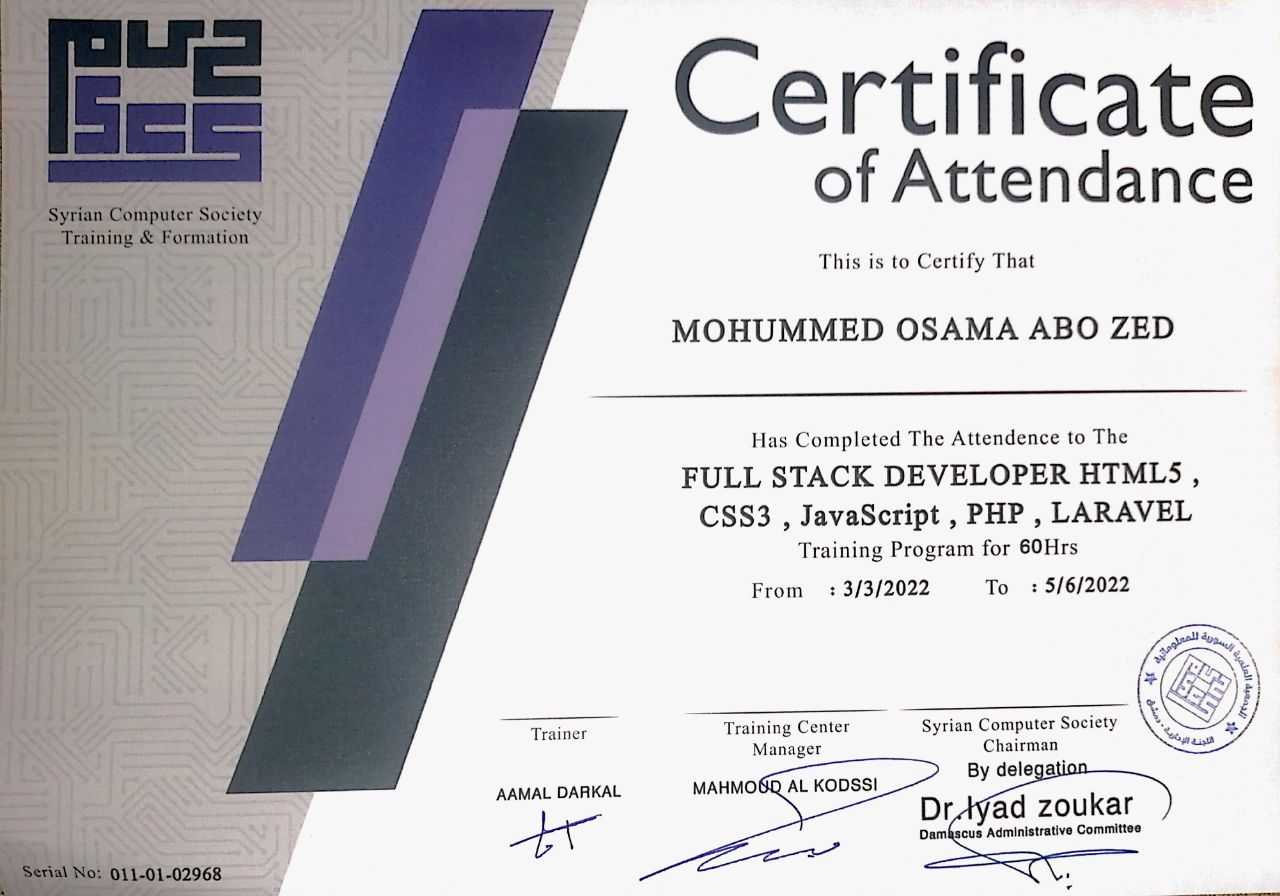 Syrian Computer Society
Training & Formation
Certificate
of Attendance
This is to Certify That
MOHUMMED OSAMA ABO ZED
Has Completed The Attendence to The
FULL STACK DEVELOPER HTML5 ,
CSS3 , JavaScript , PHP , LARAVEL
Training Program for 60Hrs
From : 3/3/2022 To : 5/6/2022
الجمعية العلمية السورية للمعلوماتية
اللجنة الإدارية - دمشق
Trainer
AAMAL DARKAL
Training Center
Manager
MAHMOUD AL KODSSI
Syrian Computer Society
Chairman
By delegation
Dr.Iyad zoukar
Damascus Administrative Committee
Serial No: 011-01-02968